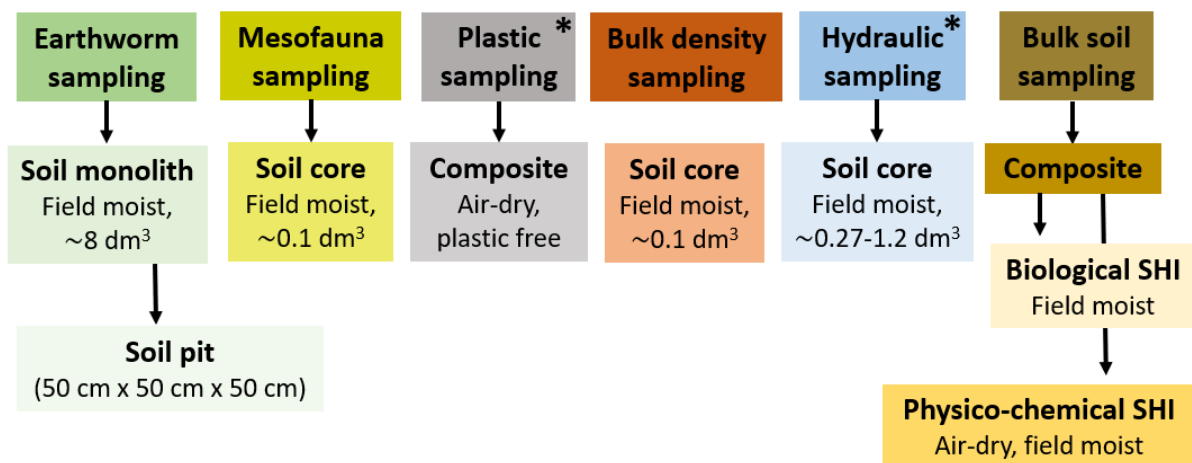 Earthworm
sampling
Mesofauna
sampling
Plastic *
sampling
Bulk density
sampling
Hydraulic *
sampling
Bulk soil
sampling
Soil monolith
Field moist,
~8 dm³
Soil core
Field moist,
~0.1 dm³
Composite
Air-dry,
plastic free
Soil core
Field moist,
~0.1 dm³
Soil core
Field moist,
~0.27-1.2 dm³
Composite
Biological SHI
Field moist
Soil pit
(50 cm x 50 cm x 50 cm)
Physico-chemical SHI
Air-dry, field moist